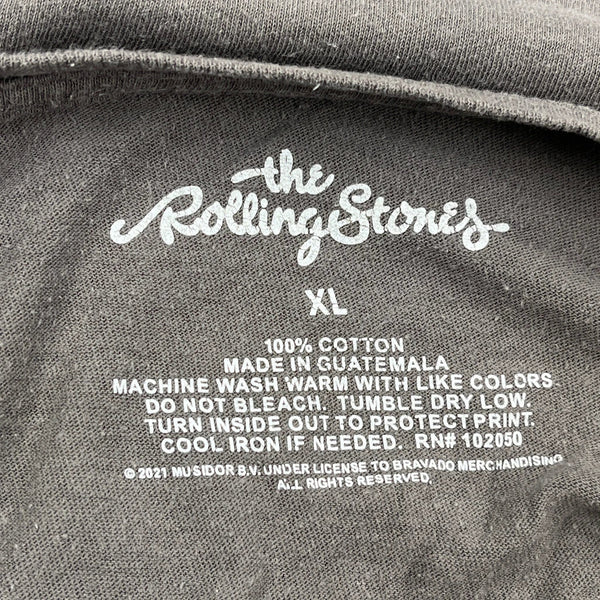 the
Rolling Stones
XL
100% COTTON
MADE IN GUATEMALA
MACHINE WASH WARM WITH LIKE COLORS
DO NOT BLEACH. TUMBLE DRY LOW.
TURN INSIDE OUT TO PROTECT PRINT.
COOL IRON IF NEEDED. RN# 102050
© 2021 MUSIDOR B.V. UNDER LICENSE TO BRAVADO MERCHANDISING
ALL RIGHTS RESERVED.